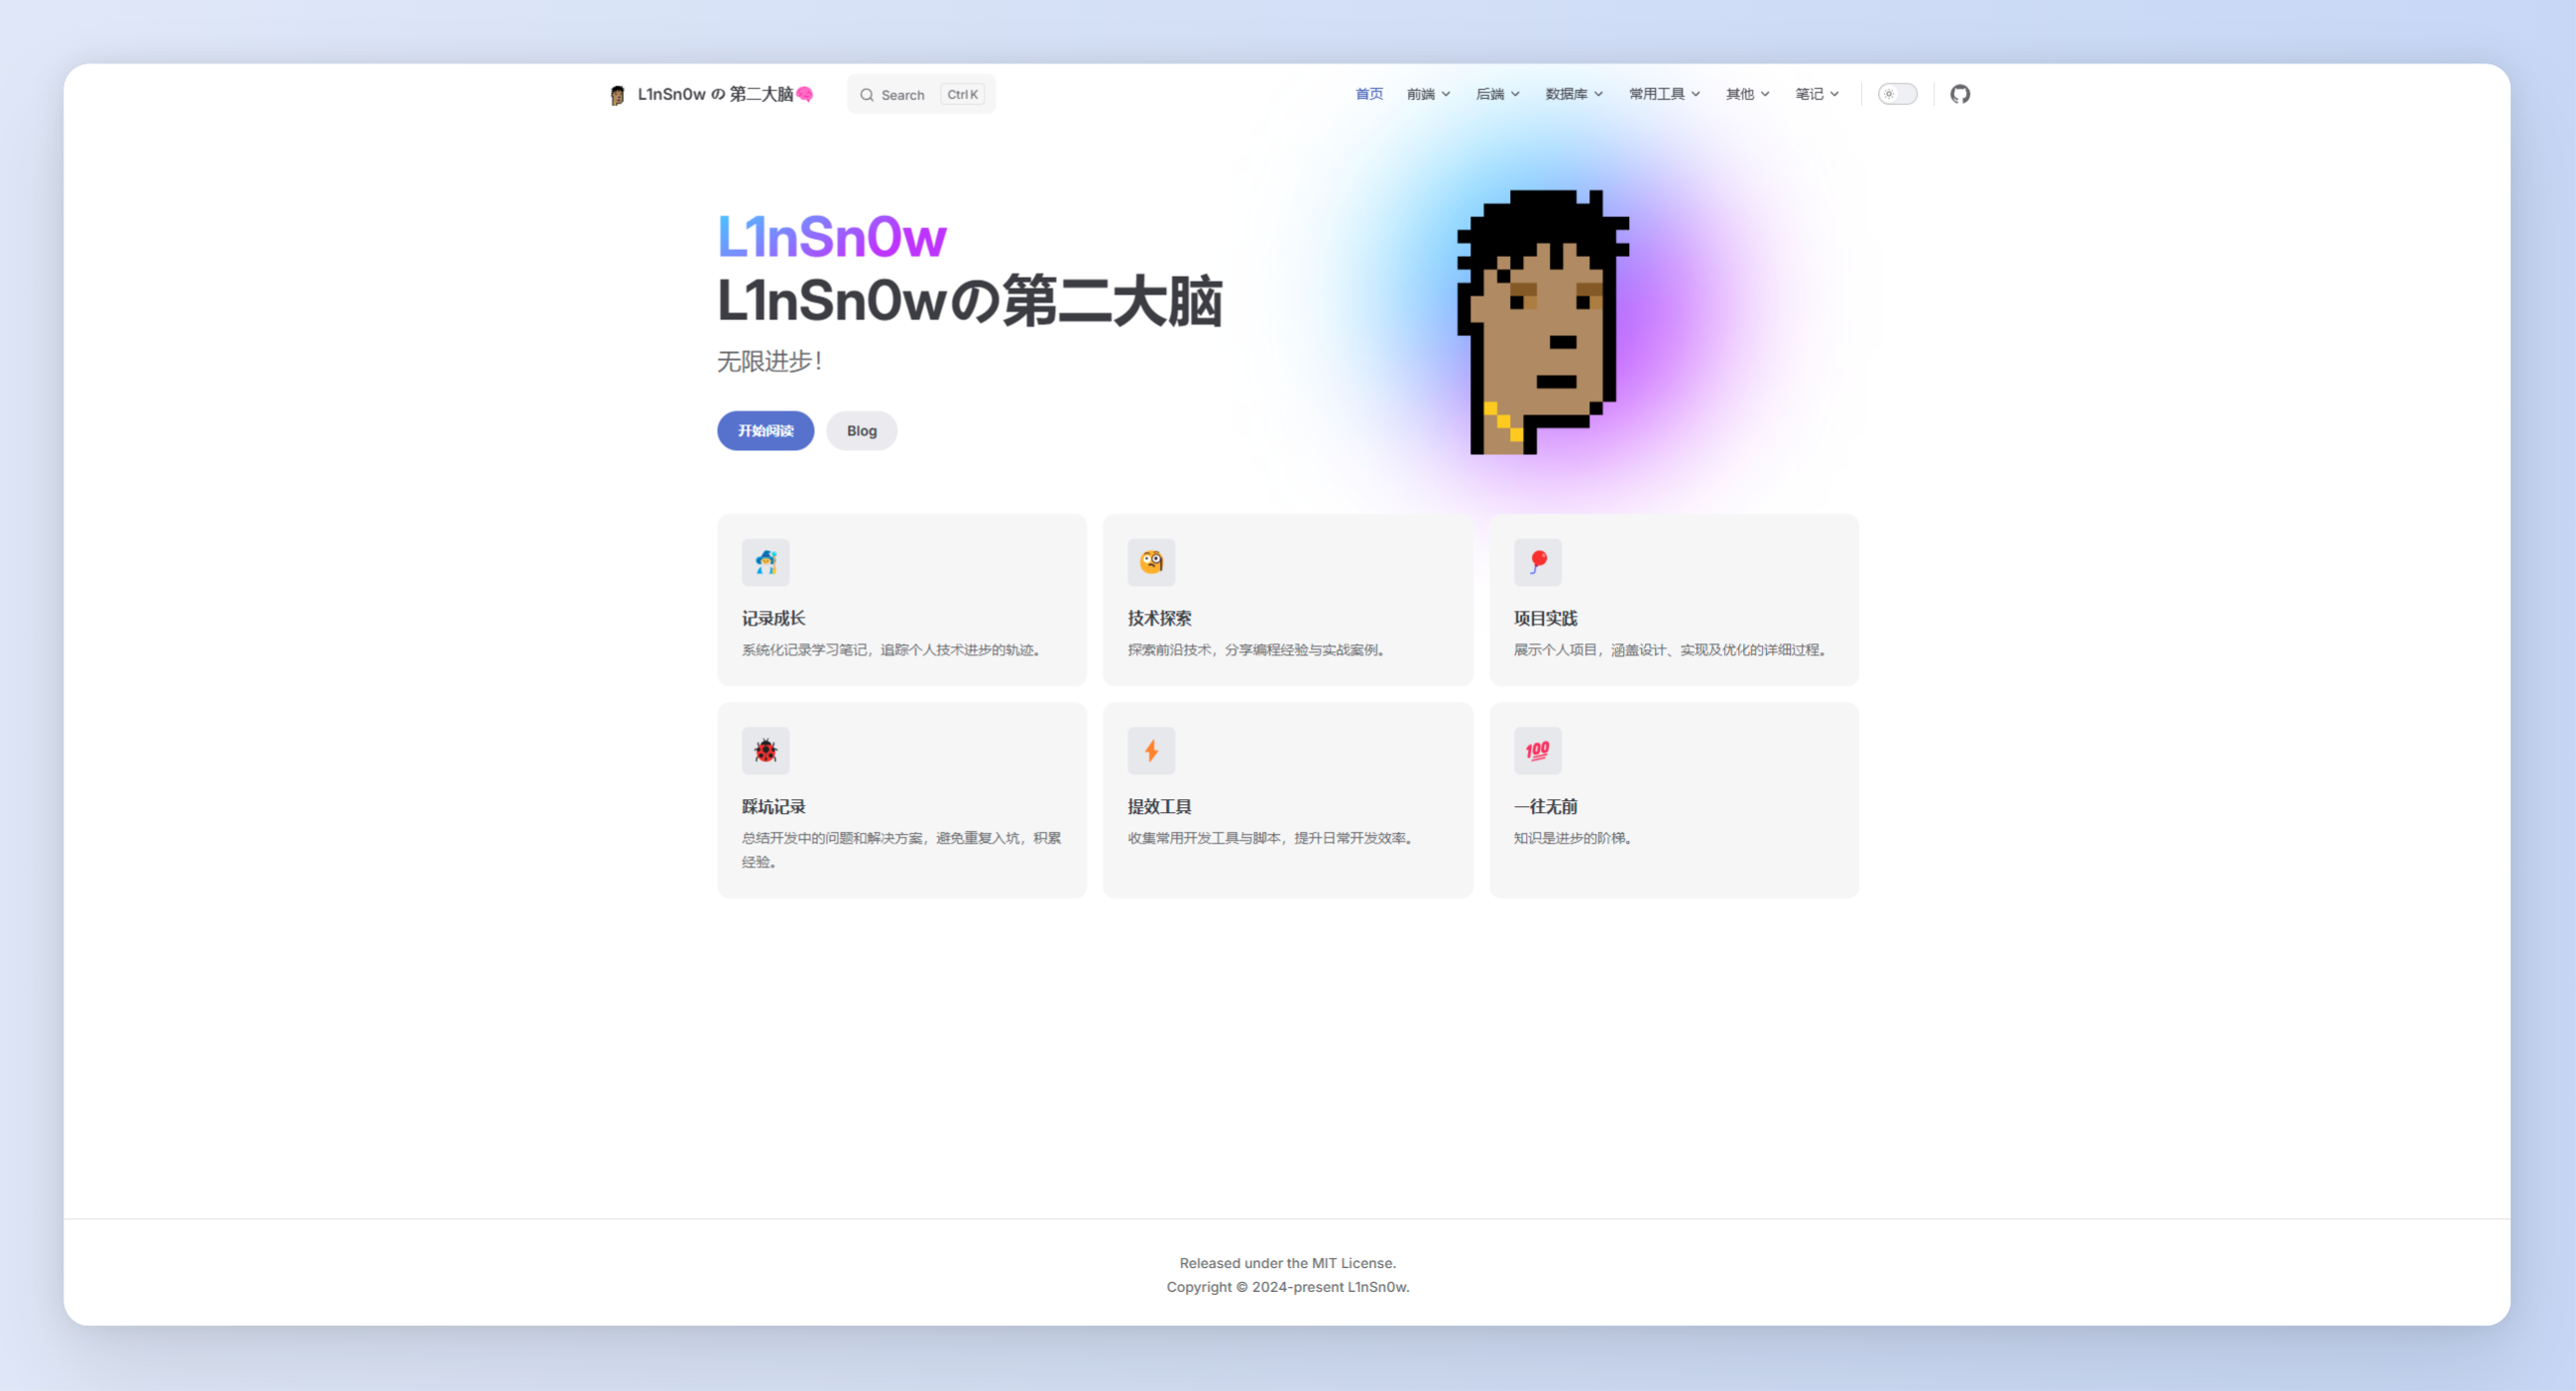 L1nSn0w の 第二大脑🧠
Search Ctrl K
首页 前端 后端 数据库 常用工具 其他 笔记
L1nSn0w
L1nSn0wの第二大脑
无限进步！
开始阅读 Blog
记录成长
系统化记录学习笔记，追踪个人技术进步的轨迹。
技术探索
探索前沿技术，分享编程经验与实战案例。
项目实践
展示个人项目，涵盖设计、实现及优化的详细过程。
踩坑记录
总结开发中的问题和解决方案，避免重复入坑，积累
经验。
提效工具
收集常用开发工具与脚本，提升日常开发效率。
💯
一往无前
知识是进步的阶梯。
Released under the MIT License.
Copyright © 2024-present L1nSn0w.